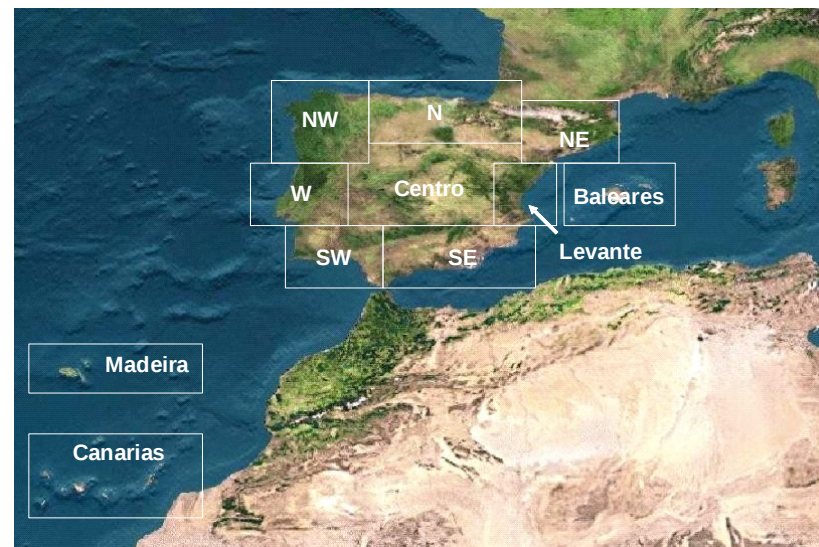 NW
N
NE
W
Centro
Baleares
Levante
SW
SE
Madeira
Canarias